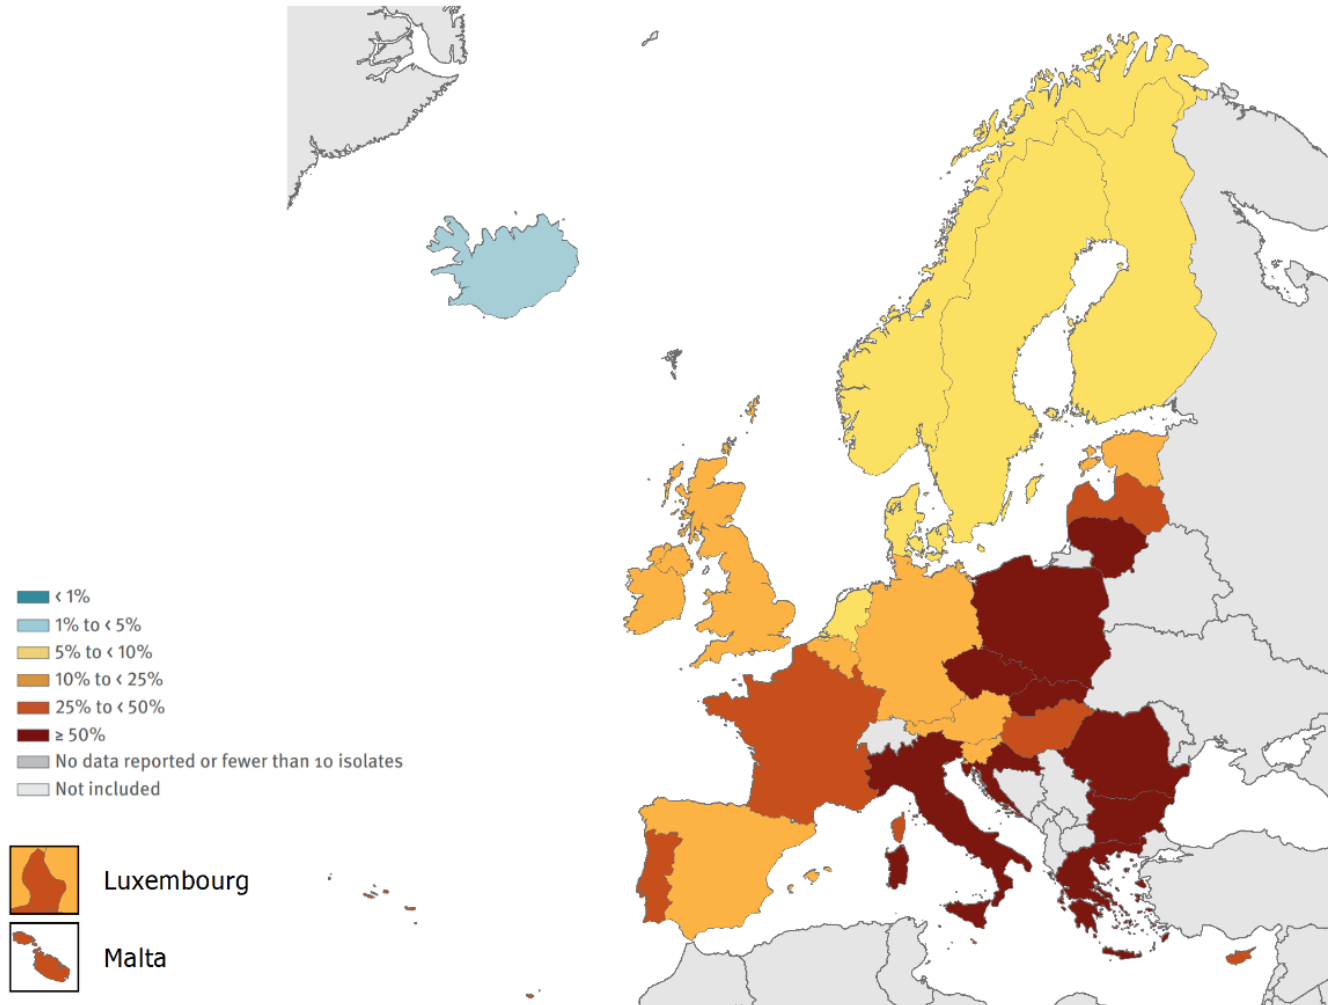 < 1%
1% to < 5%
5% to < 10%
10% to < 25%
25% to < 50%
≥ 50%
No data reported or fewer than 10 isolates
Not included
Luxembourg
Malta